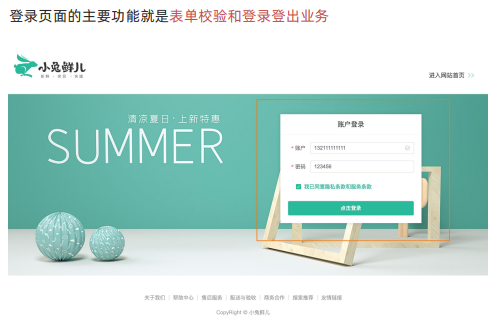 登录页面的主要功能就是表单校验和登录登出业务
小兔鲜儿
新鲜 · 惠民 · 快捷
进入网站首页
清凉夏日·上新特惠
SUMMER
账户登录
* 账户 132111111111
* 密码 123456
我已同意隐私条款和服务条款
点击登录
关于我们 | 帮助中心 | 售后服务 | 配送与验收 | 商务合作 | 搜索推荐 | 友情链接
CopyRight © 小兔鲜儿